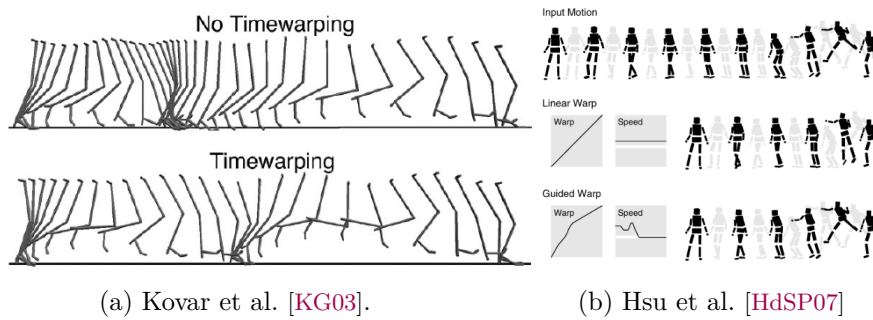 No Timewarping
Timewarping
(a) Kovar et al. [KG03].
Input Motion
Linear Warp
Warp
Speed
Guided Warp
Warp
Speed
(b) Hsu et al. [HdSP07]